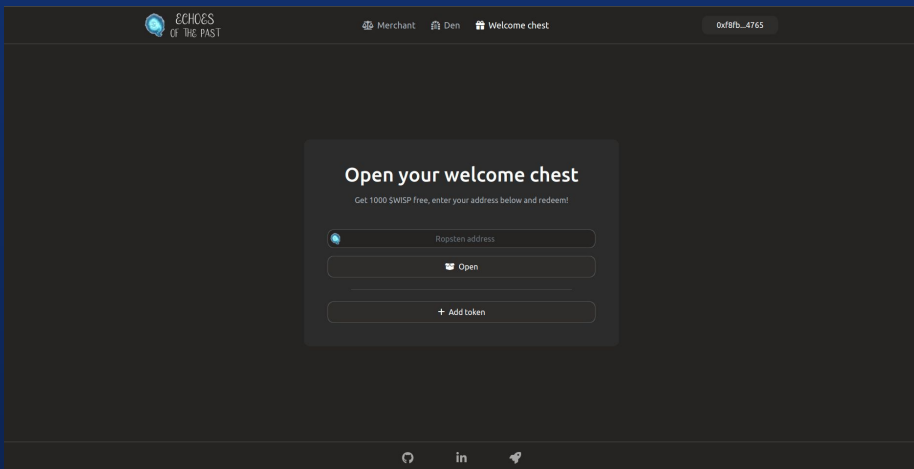 ECHOES
OF THE PAST
Merchant
Den
Welcome chest
0xf8fb...4765
Open your welcome chest
Get 1000 $WISP free, enter your address below and redeem!
Ropsten address
Open
Add token
in